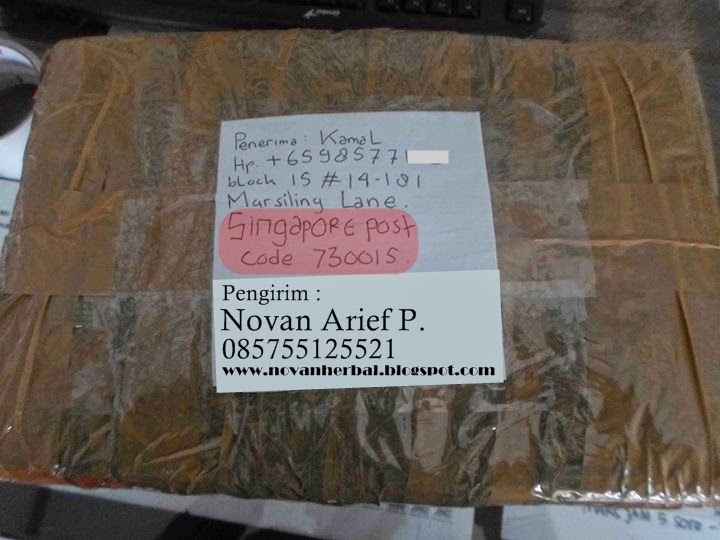 Penerima: Kamal
Hp. +65985771
block 15 #14-181
Marsiling Lane.
Singapore post
code 730015.
Pengirim :
Novan Arief P.
085755125521
www.novanherbal.blogspot.com